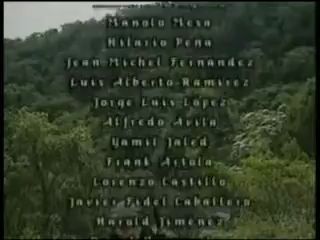 Manolo Mesa
Hilario Peña
Jean Michel Fernández
Luis Alberto Ramírez
Jorge Luis López
Alfredo Avila
Yamil Jaled
Frank Artola
Lorenzo Castillo
Javier Fidel Caballero
Harold Jiménez